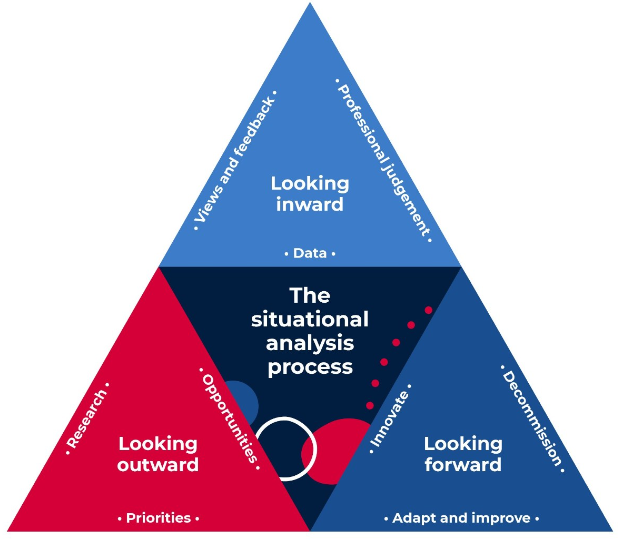 • Views and feedback •
• Professional judgement •
Looking
inward
• Data •
The
situational
analysis
process
• Research •
• Opportunities •
Looking
outward
• Priorities •
• Innovate •
• Decommission •
Looking
forward
• Adapt and improve •